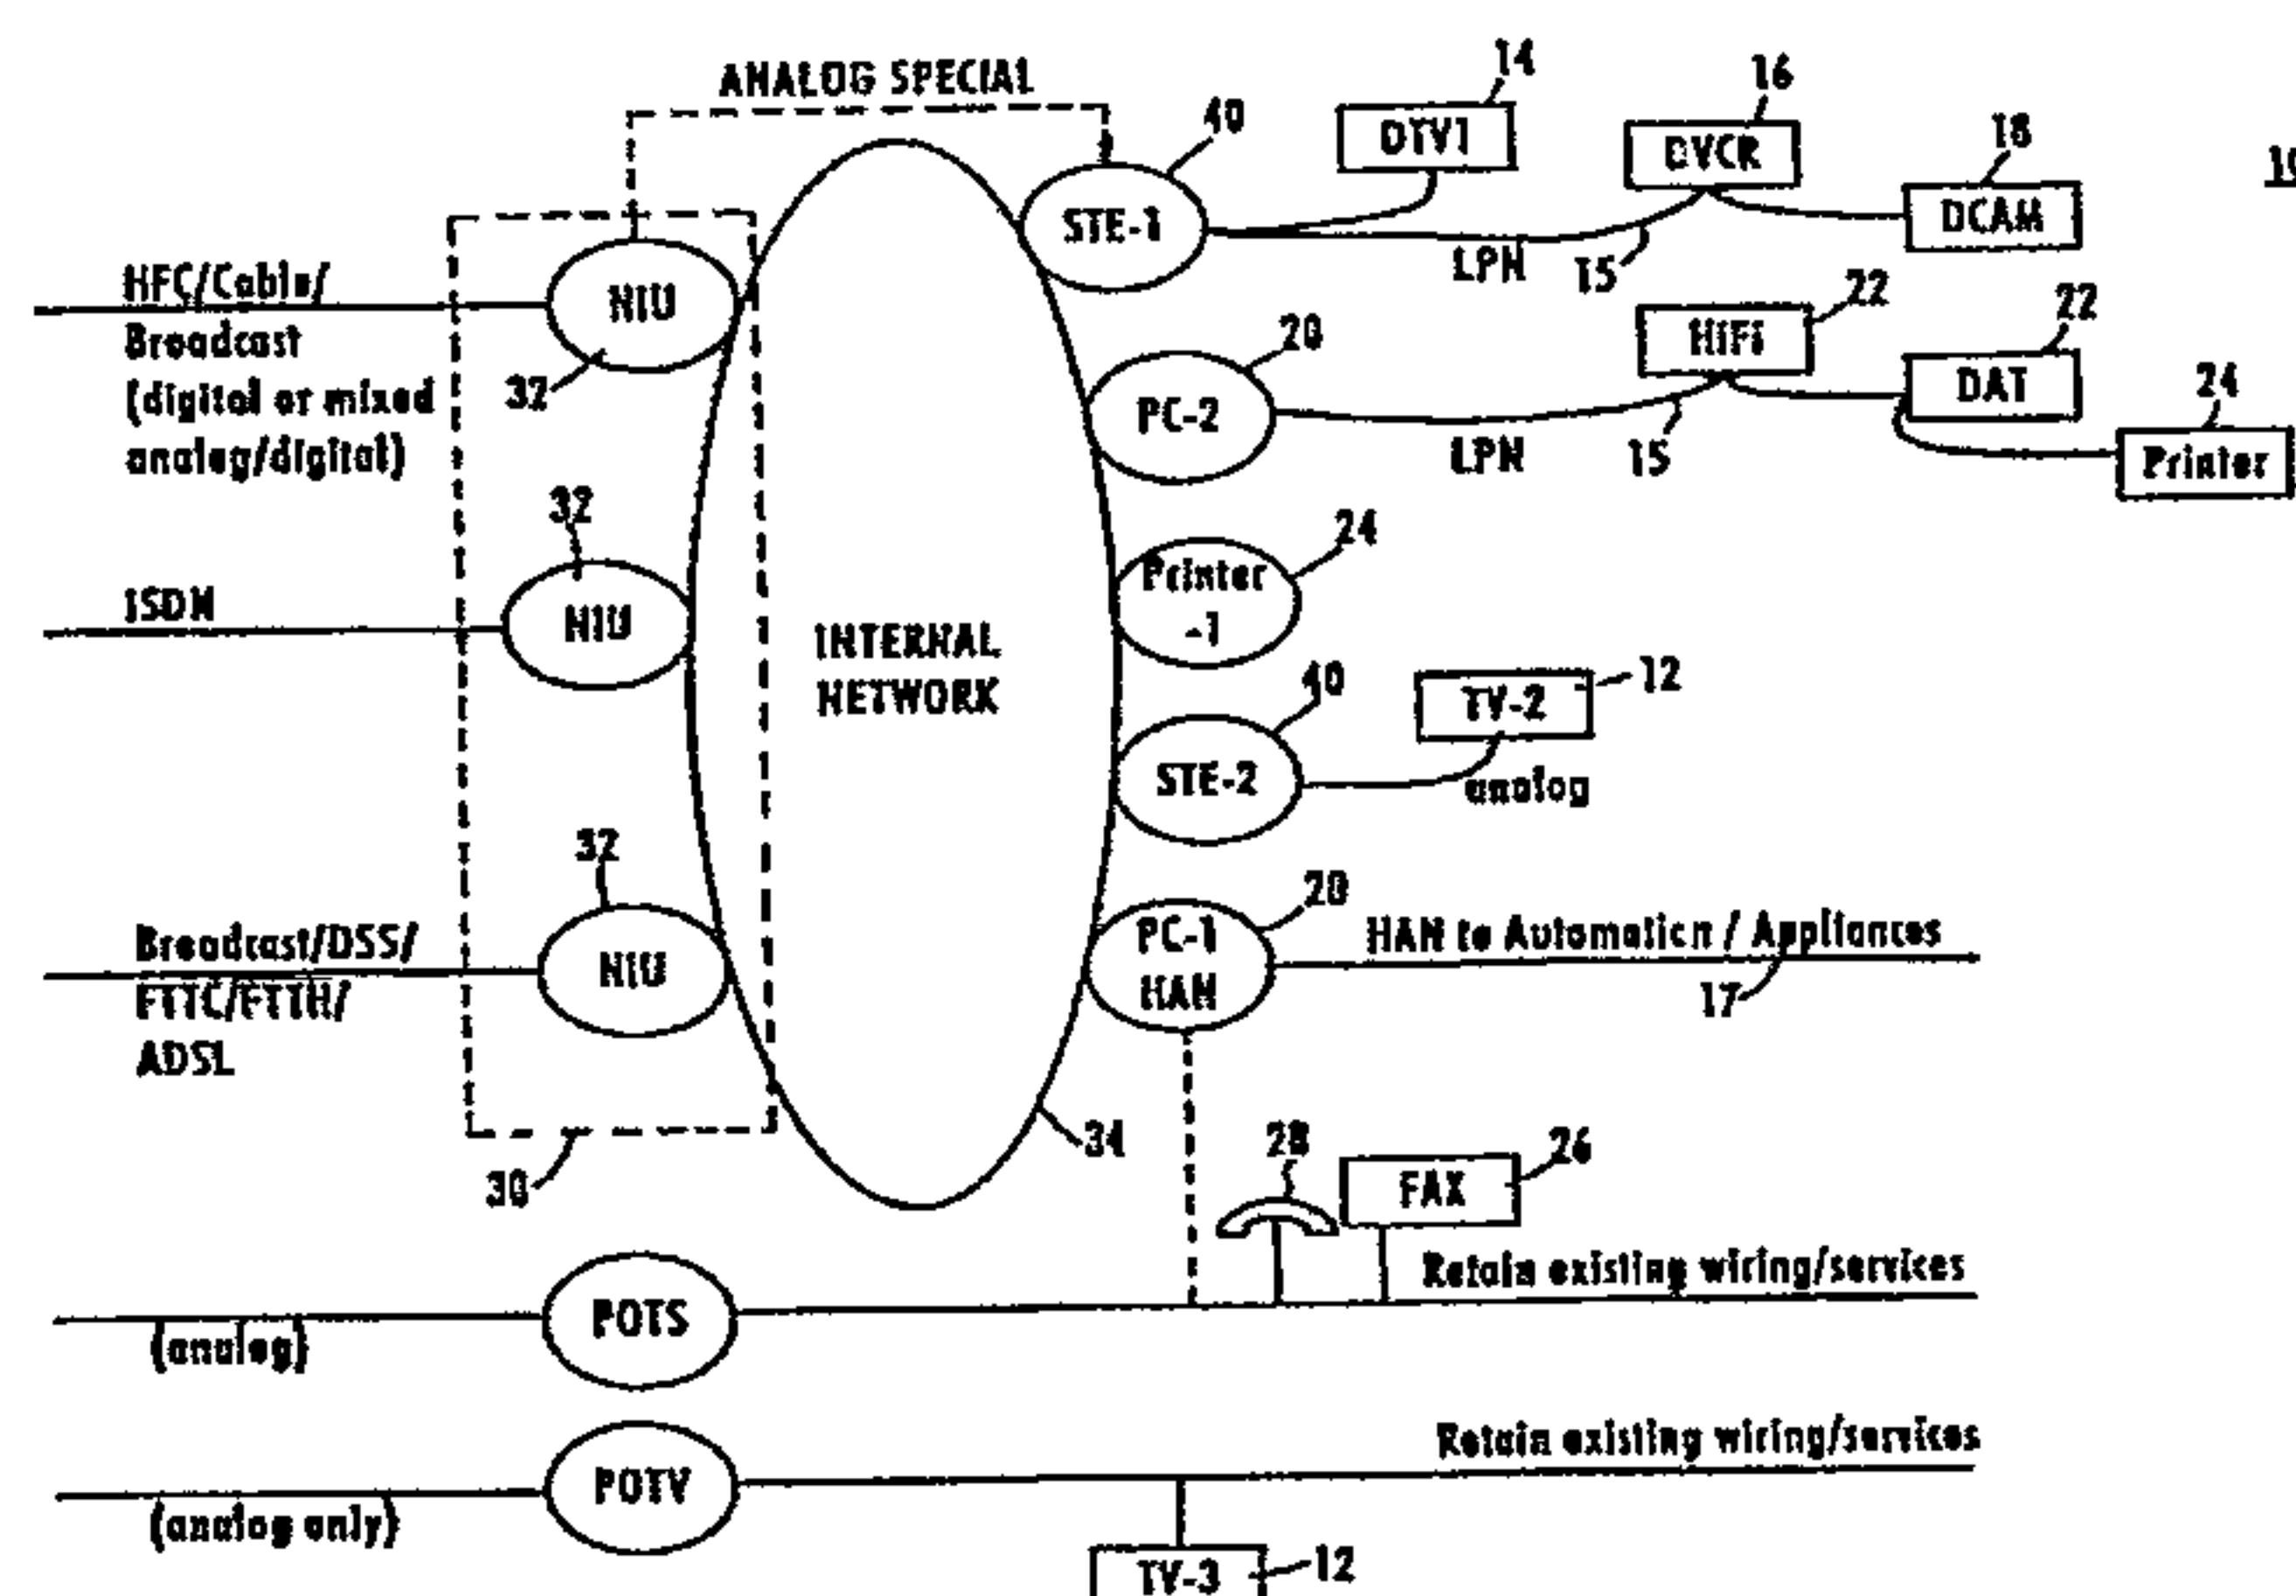 ANALOG SPECIAL
14
16
18
40
DTV1
DVCR
DCAM
STE-1
LPN
15
HFC/Cable/
Broadcast
(digital or mixed
analog/digital)
NIU
32
20
PC-2
LPN
15
HIFI
22
22
DAT
24
Printer
32
ISDN
NIU
INTERNAL
NETWORK
24
Printer
-1
40
STE-2
TV-2
12
analog
32
Broadcast/DSS/
FTTC/FTTH/
ADSL
NIU
20
PC-1
HAN
HAN to Automation / Appliances
17
30
34
28
FAX
26
(analog)
POTS
Retain existing wiring/services
(analog only)
POTV
Retain existing wiring/services
TV-3
12